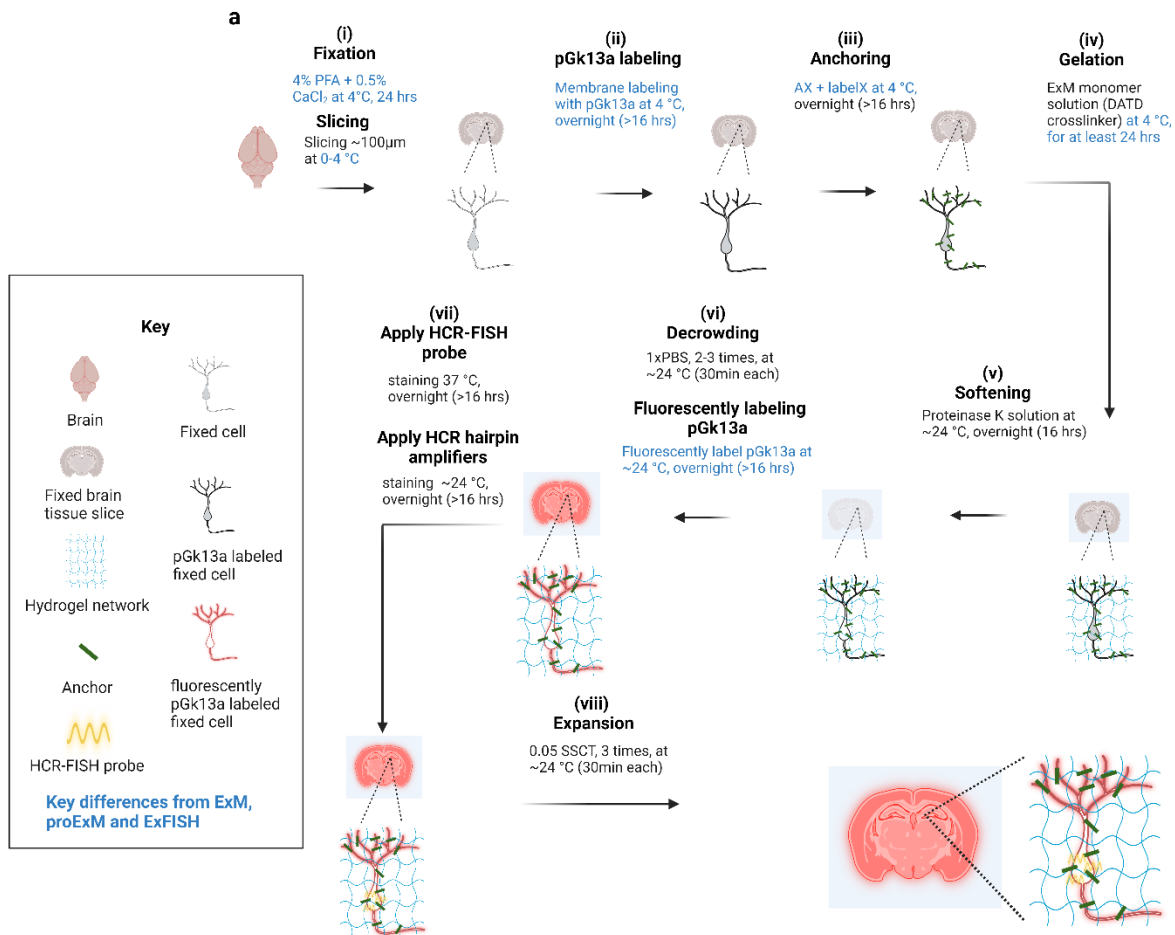 a
(i)
Fixation
4% PFA + 0.5%
CaCl₂ at 4°C, 24 hrs
Slicing
Slicing ~100µm
at 0-4 °C
(ii)
pGk13a labeling
Membrane labeling
with pGk13a at 4 °C,
overnight (>16 hrs)
(iii)
Anchoring
AX + labelX at 4 °C,
overnight (>16 hrs)
(iv)
Gelation
ExM monomer
solution (DATD
crosslinker) at 4 °C,
for at least 24 hrs
(v)
Softening
Proteinase K solution at
~24 °C, overnight (16 hrs)
(vi)
Decrowding
1xPBS, 2-3 times, at
~24 °C (30min each)
Fluorescently labeling
pGk13a
Fluorescently label pGk13a at
~24 °C, overnight (>16 hrs)
(vii)
Apply HCR-FISH
probe
staining 37 °C,
overnight (>16 hrs)
Apply HCR hairpin
amplifiers
staining ~24 °C,
overnight (>16 hrs)
(viii)
Expansion
0.05 SSCT, 3 times, at
~24 °C (30min each)
Key
Brain
Fixed cell
Fixed brain
tissue slice
pGk13a labeled
fixed cell
Hydrogel network
Anchor
fluorescently
pGk13a labeled
fixed cell
HCR-FISH probe
Key differences from ExM,
proExM and ExFISH